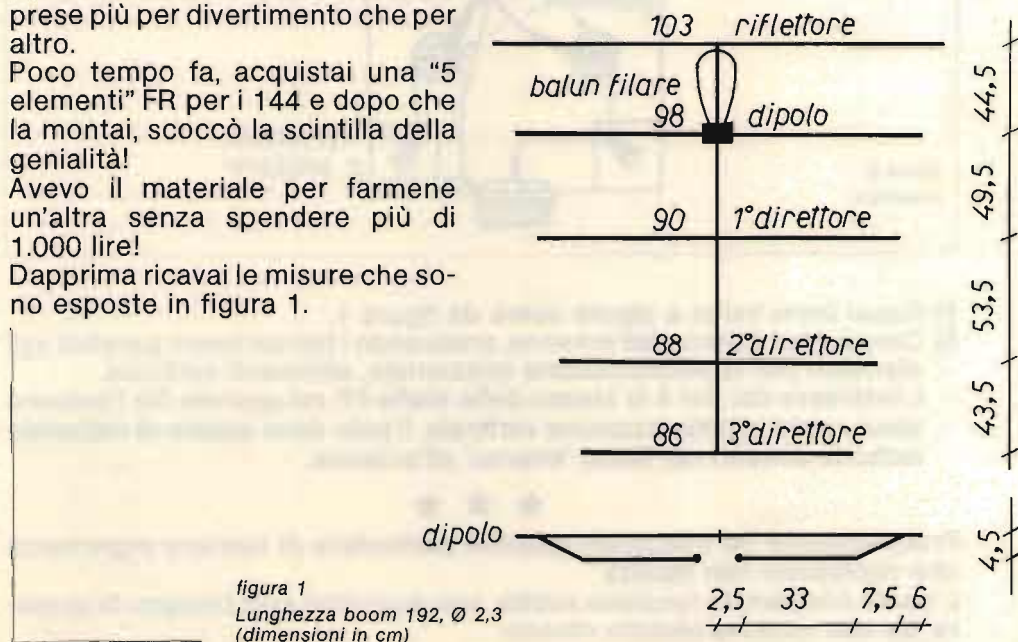 prese più per divertimento che per
altro.
Poco tempo fa, acquistai una “5
elementi” FR per i 144 e dopo che
la montai, scoccò la scintilla della
genialità!
Avevo il materiale per farmene
un'altra senza spendere più di
1.000 lire!
Dapprima ricavai le misure che so-
no esposte in figura 1.
103 riflettore
balun filare
98 dipolo
90 1° direttore
88 2° direttore
86 3° direttore
44,5
49,5
53,5
43,5
dipolo
4,5
2,5 33 7,5 6
figura 1
Lunghezza boom 192, Ø 2,3
(dimensioni in cm)